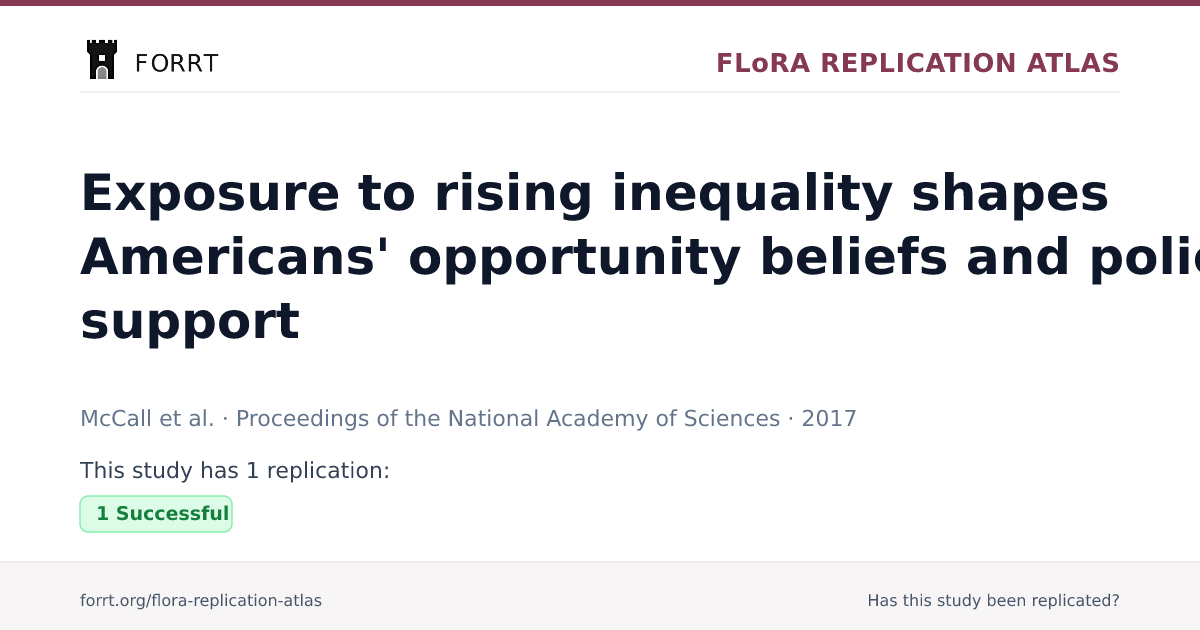 FORRT
FLoRA REPLICATION ATLAS
Exposure to rising inequality shapes
Americans' opportunity beliefs and polic
support
McCall et al. · Proceedings of the National Academy of Sciences · 2017
This study has 1 replication:
1 Successful
forrt.org/flora-replication-atlas
Has this study been replicated?